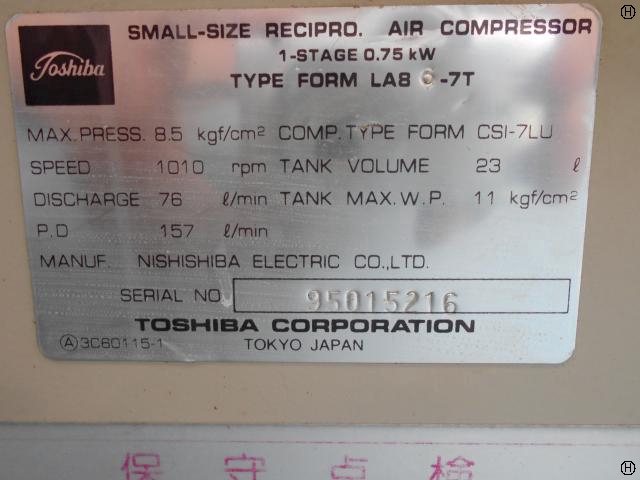 Toshiba
SMALL-SIZE RECIPRO. AIR COMPRESSOR
1-STAGE 0.75 kW
TYPE FORM LA8 6-7T
MAX. PRESS. 8.5 kgf/cm² COMP. TYPE FORM CSI-7LU
SPEED 1010 rpm TANK VOLUME 23 ℓ
DISCHARGE 76 ℓ/min TANK MAX. W. P. 11 kgf/cm²
P.D 157 ℓ/min
MANUF. NISHISHIBA ELECTRIC CO.,LTD.
SERIAL NO. 95015216
TOSHIBA CORPORATION
Ⓐ3C60115-1 TOKYO JAPAN
保守点検
Ⓗ
Ⓗ